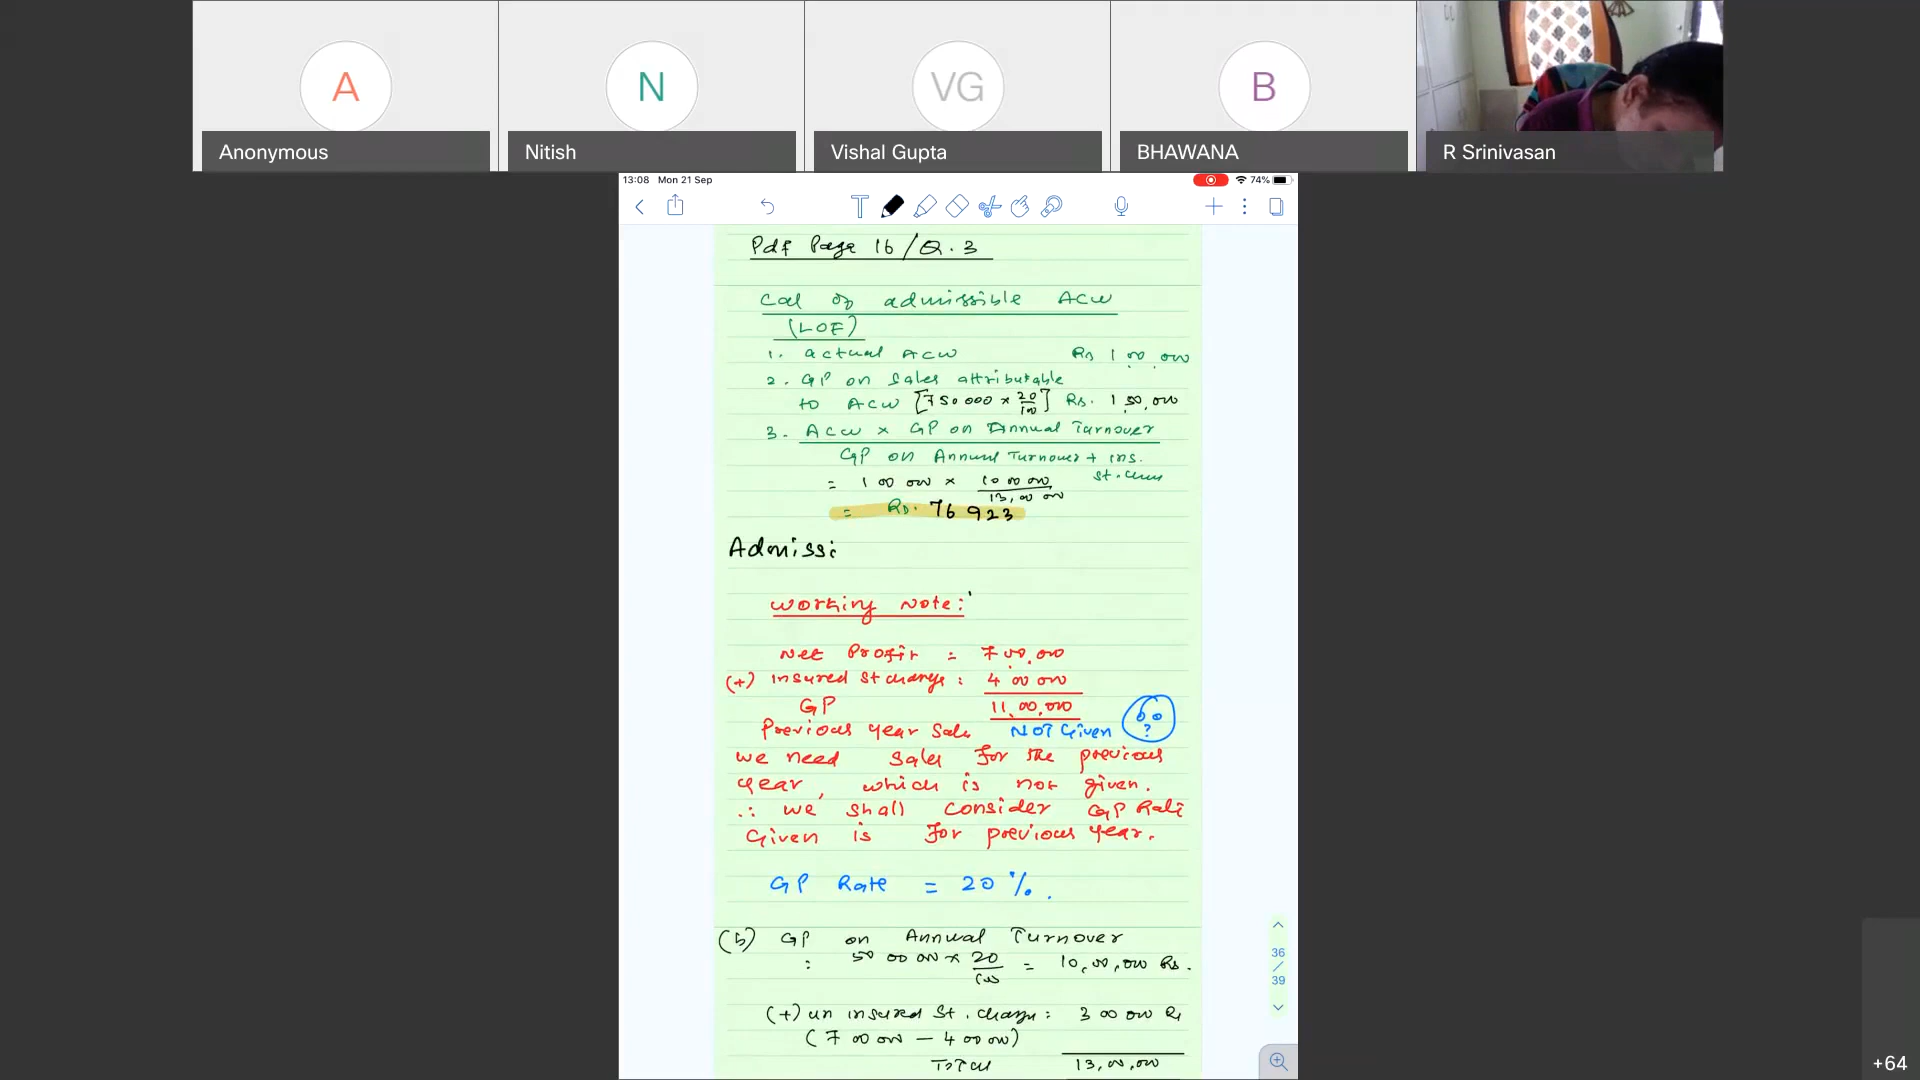 A
N
VG
B
Anonymous
Nitish
Vishal Gupta
BHAWANA
R Srinivasan
13:08 Mon 21 Sep
74%
Pdf Page 16/Q.3
Cal of admissible ACW
(LOE)
1. actual ACW Rs 1,00,000
2. GP on Sales attributable
to ACW [750000 x 20/100] Rs. 1,50,000
3. ACW x GP on Annual Turnover
GP on Annual Turnover + ins.
st. chrs
= 1 00 000 x 10 00 000
13,00 000
= Rs. 76 923
Admissi
Working Note:
Net Profit = 7 00,000
(+) insured St charge : 4 00 000
GP 11,00,000
Previous year Sale NOT Given ?
we need Sales for the previous
year, which is not given.
∴ we shall consider GP Rate
Given is for previous year.
GP Rate = 20 %.
(b) GP on Annual Turnover
: 50 00 000 x 20/100 = 10,00,000 Rs.
(+) un insured St. charge : 3 00 000 Rs
(7 00 000 - 4 00 000)
Total 13,00,000
36
/
39
+64